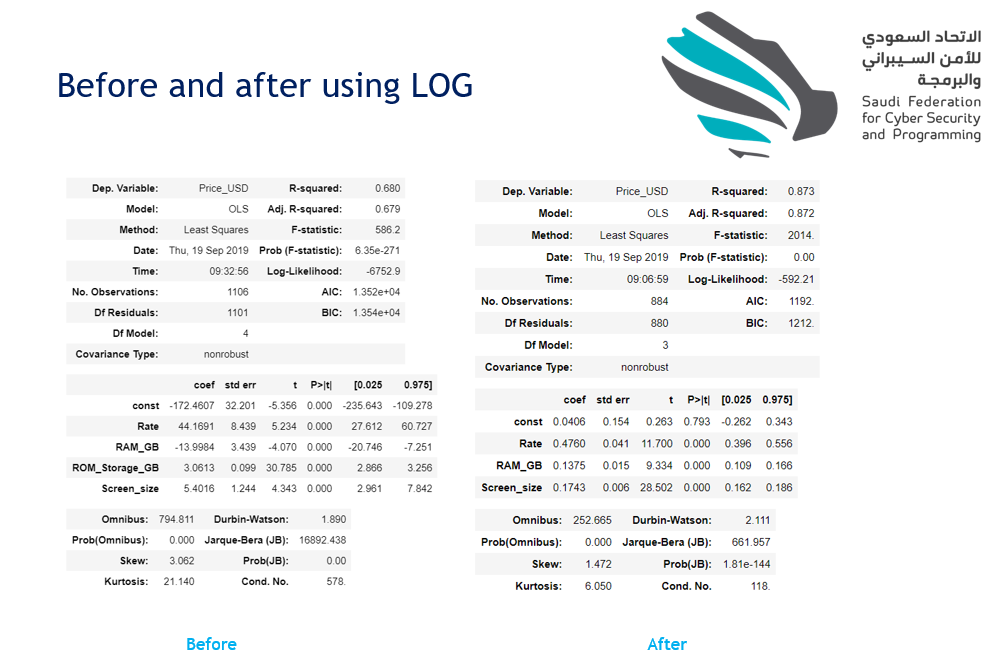 Before and after using LOG
الاتحاد السعودي
للأمن السيبراني
والبرمجة
Saudi Federation
for Cyber Security
and Programming
Dep. Variable: Price_USD R-squared: 0.680
Model: OLS Adj. R-squared: 0.679
Method: Least Squares F-statistic: 586.2
Date: Thu, 19 Sep 2019 Prob (F-statistic): 6.35e-271
Time: 09:32:56 Log-Likelihood: -6752.9
No. Observations: 1106 AIC: 1.352e+04
Df Residuals: 1101 BIC: 1.354e+04
Df Model: 4
Covariance Type: nonrobust
coef std err t P>|t| [0.025 0.975]
const -172.4607 32.201 -5.356 0.000 -235.643 -109.278
Rate 44.1691 8.439 5.234 0.000 27.612 60.727
RAM_GB -13.9984 3.439 -4.070 0.000 -20.746 -7.251
ROM_Storage_GB 3.0613 0.099 30.785 0.000 2.866 3.256
Screen_size 5.4016 1.244 4.343 0.000 2.961 7.842
Omnibus: 794.811 Durbin-Watson: 1.890
Prob(Omnibus): 0.000 Jarque-Bera (JB): 16892.438
Skew: 3.062 Prob(JB): 0.00
Kurtosis: 21.140 Cond. No. 578.
Before
Dep. Variable: Price_USD R-squared: 0.873
Model: OLS Adj. R-squared: 0.872
Method: Least Squares F-statistic: 2014.
Date: Thu, 19 Sep 2019 Prob (F-statistic): 0.00
Time: 09:06:59 Log-Likelihood: -592.21
No. Observations: 884 AIC: 1192.
Df Residuals: 880 BIC: 1212.
Df Model: 3
Covariance Type: nonrobust
coef std err t P>|t| [0.025 0.975]
const 0.0406 0.154 0.263 0.793 -0.262 0.343
Rate 0.4760 0.041 11.700 0.000 0.396 0.556
RAM_GB 0.1375 0.015 9.334 0.000 0.109 0.166
Screen_size 0.1743 0.006 28.502 0.000 0.162 0.186
Omnibus: 252.665 Durbin-Watson: 2.111
Prob(Omnibus): 0.000 Jarque-Bera (JB): 661.957
Skew: 1.472 Prob(JB): 1.81e-144
Kurtosis: 6.050 Cond. No. 118.
After